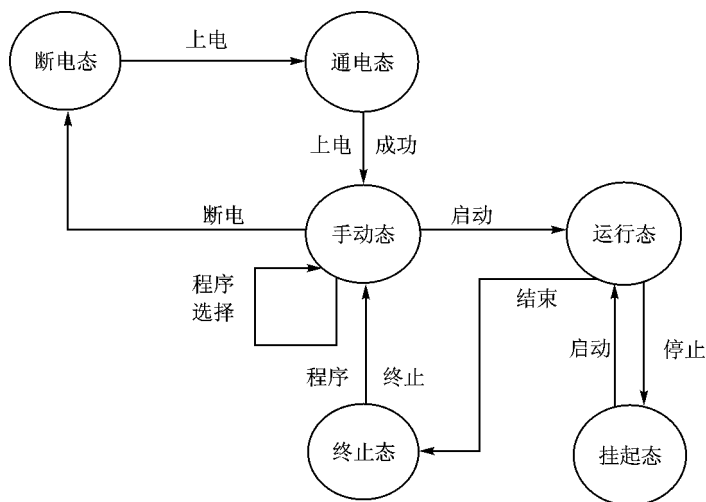 上电
断电态
通电态
上电 成功
断电
启动
手动态
运行态
程序
选择
结束
启动
停止
程序 终止
终止态
挂起态